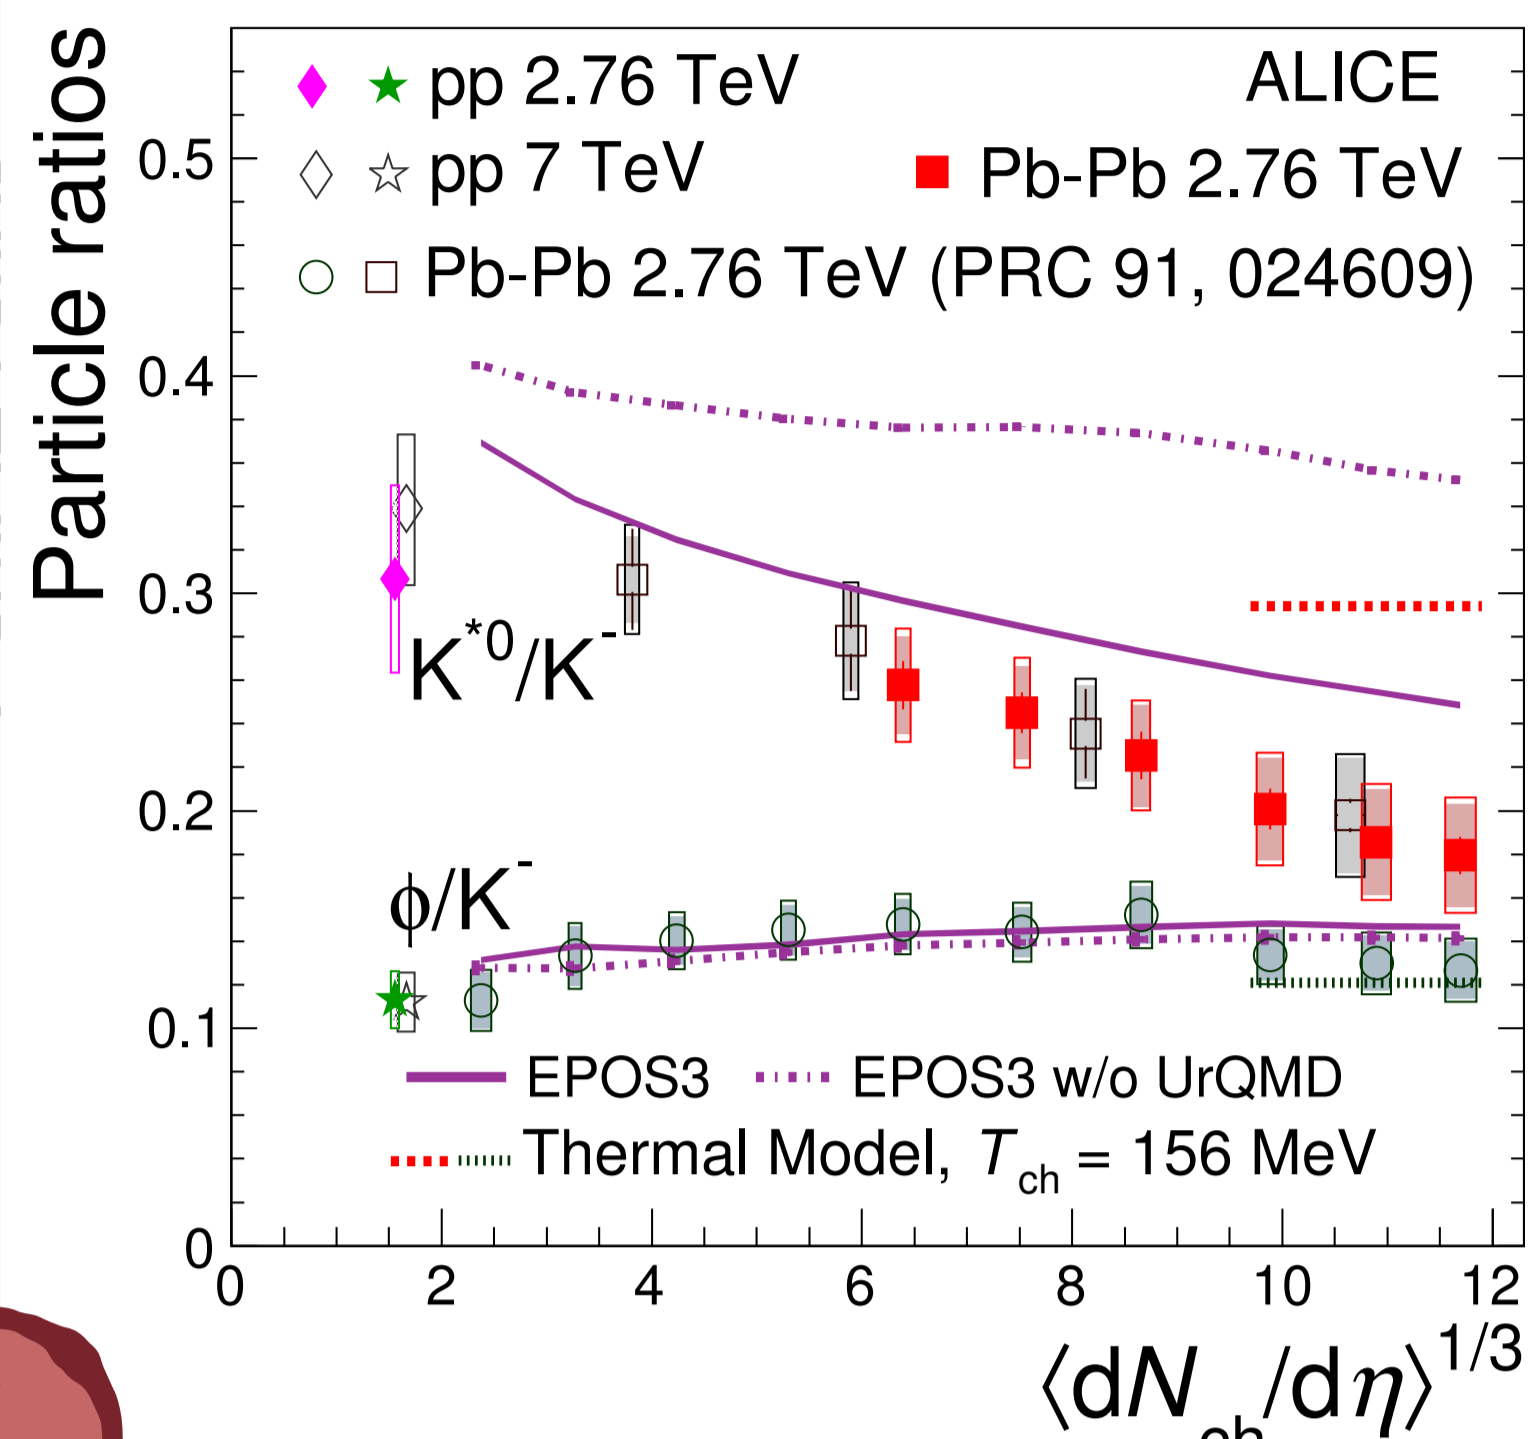 Particle ratios
pp 2.76 TeV
ALICE
pp 7 TeV
Pb-Pb 2.76 TeV
Pb-Pb 2.76 TeV (PRC 91, 024609)
0.5
0.4
0.3
0.2
0.1
0
K*0/K-
ϕ/K-
EPOS3
EPOS3 w/o UrQMD
Thermal Model, Tch = 156 MeV
0 2 4 6 8 10 12
⟨dNch/dη⟩1/3